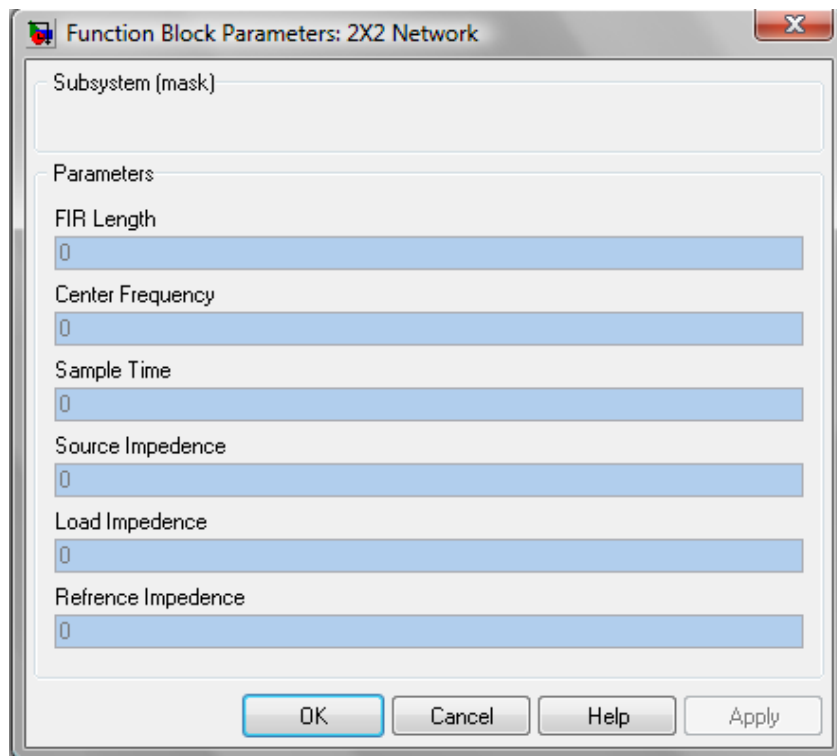 Function Block Parameters: 2X2 Network
Subsystem (mask)
Parameters
FIR Length
0
Center Frequency
0
Sample Time
0
Source Impedence
0
Load Impedence
0
Refrence Impedence
0
OK Cancel Help Apply